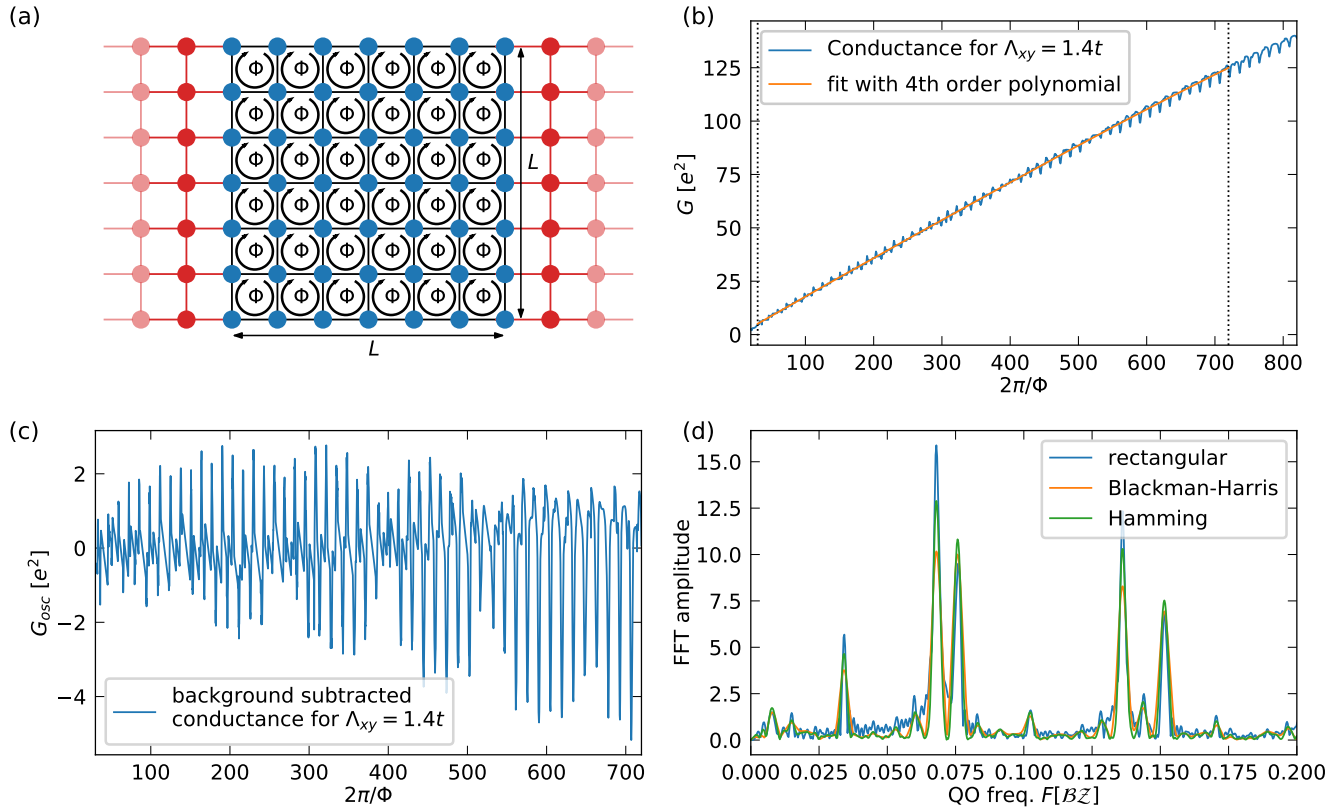 (a)
Φ Φ Φ Φ Φ Φ
Φ Φ Φ Φ Φ Φ
Φ Φ Φ Φ Φ Φ
L
Φ Φ Φ Φ Φ Φ
Φ Φ Φ Φ Φ Φ
Φ Φ Φ Φ Φ Φ
L
(b)
Conductance for Λxy = 1.4t
fit with 4th order polynomial
125
100
75
50
25
0
G [e²]
100 200 300 400 500 600 700 800
2π/Φ
(c)
2
0
−2
−4
Gosc [e²]
background subtracted
conductance for Λxy = 1.4t
100 200 300 400 500 600 700
2π/Φ
(d)
rectangular
Blackman-Harris
Hamming
15.0
12.5
10.0
7.5
5.0
2.5
0.0
FFT amplitude
0.000 0.025 0.050 0.075 0.100 0.125 0.150 0.175 0.200
QO freq. F[ℬ𝒵]